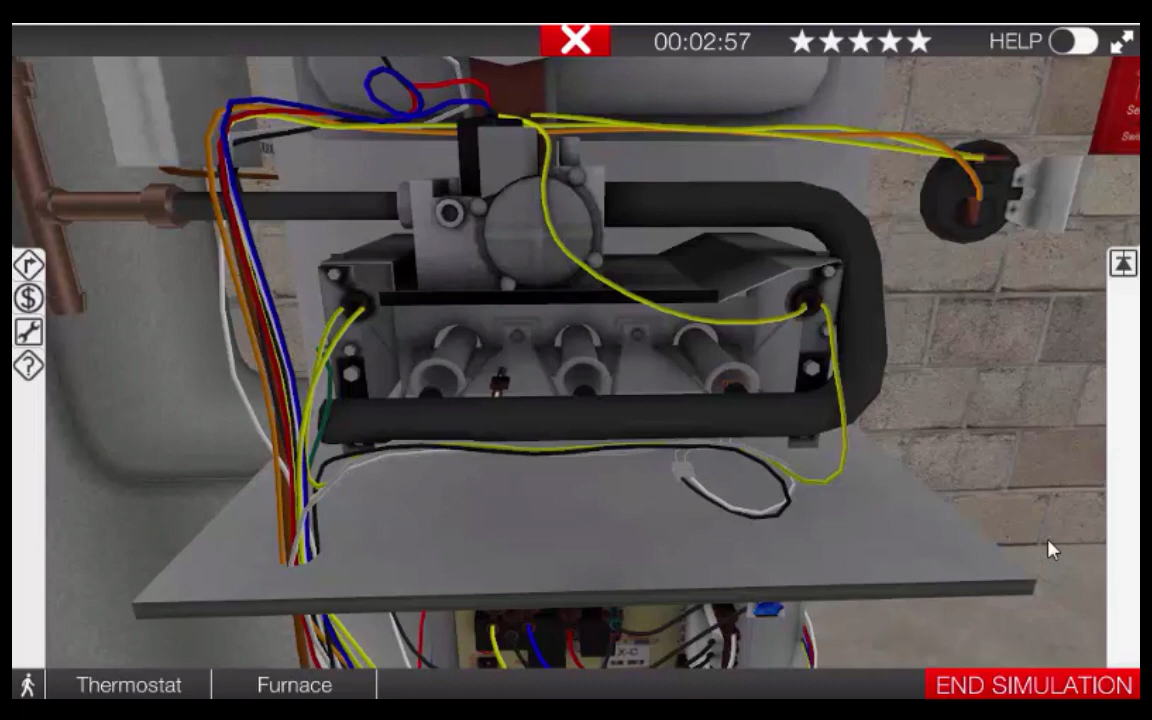 00:02:57
HELP
$
?
X-C
Thermostat
Furnace
END SIMULATION